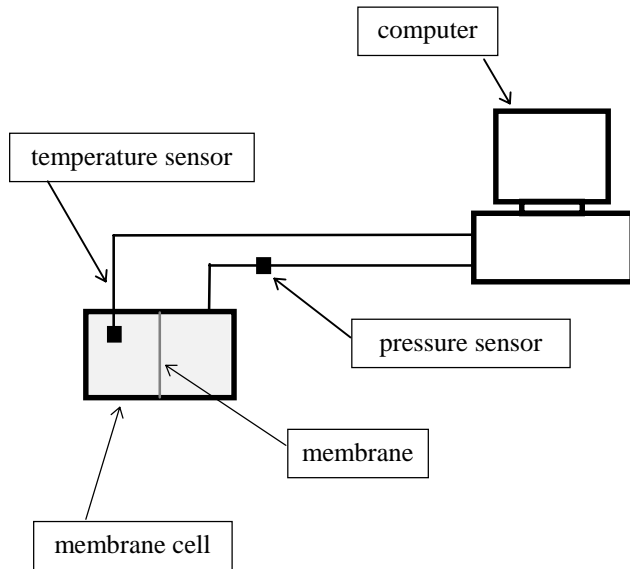 computer
temperature sensor
pressure sensor
membrane
membrane cell